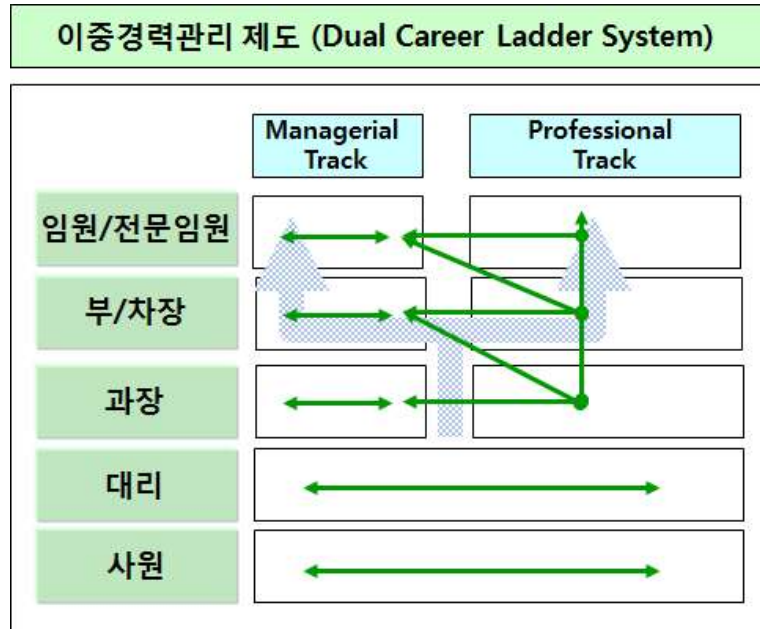 이중경력관리 제도 (Dual Career Ladder System)
Managerial
Track
Professional
Track
임원/전문임원
부/차장
과장
대리
사원